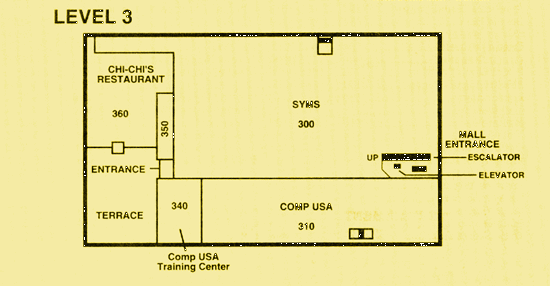 LEVEL 3
CHI-CHI'S
RESTAURANT
360
350
SYMS
300
MALL
ENTRANCE
UP
ESCALATOR
ELEVATOR
ENTRANCE
TERRACE
340
COMP USA
310
Comp USA
Training Center